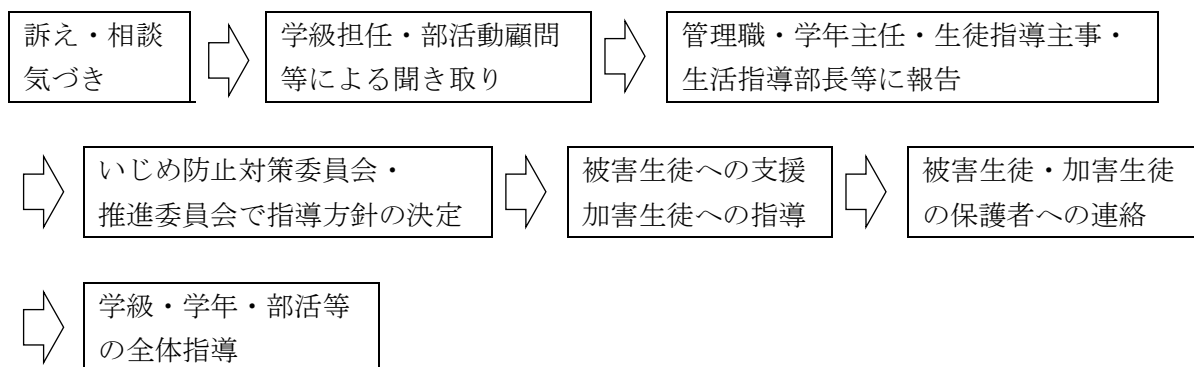 訴え・相談
気づき
学級担任・部活動顧問
等による聞き取り
管理職・学年主任・生徒指導主事・
生活指導部長等に報告
いじめ防止対策委員会・
推進委員会で指導方針の決定
被害生徒への支援
加害生徒への指導
被害生徒・加害生徒
の保護者への連絡
学級・学年・部活等
の全体指導